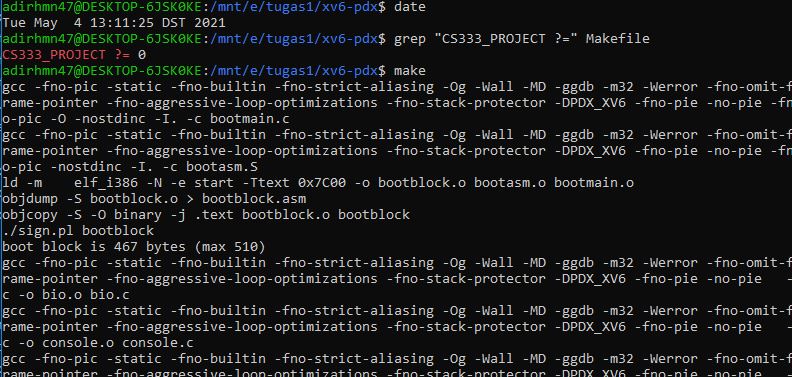 adirhmn47@DESKTOP-6JSK0KE:/mnt/e/tugas1/xv6-pdx$ date
Tue May  4 13:11:25 DST 2021
adirhmn47@DESKTOP-6JSK0KE:/mnt/e/tugas1/xv6-pdx$ grep "CS333_PROJECT ?=" Makefile
CS333_PROJECT ?= 0
adirhmn47@DESKTOP-6JSK0KE:/mnt/e/tugas1/xv6-pdx$ make
gcc -fno-pic -static -fno-builtin -fno-strict-aliasing -Og -Wall -MD -ggdb -m32 -Werror -fno-omit-f
rame-pointer -fno-aggressive-loop-optimizations -fno-stack-protector -DPDX_XV6 -fno-pie -no-pie -fn
o-pic -O -nostdinc -I. -c bootmain.c
gcc -fno-pic -static -fno-builtin -fno-strict-aliasing -Og -Wall -MD -ggdb -m32 -Werror -fno-omit-f
rame-pointer -fno-aggressive-loop-optimizations -fno-stack-protector -DPDX_XV6 -fno-pie -no-pie -fn
o-pic -nostdinc -I. -c bootasm.S
ld -m    elf_i386 -N -e start -Ttext 0x7C00 -o bootblock.o bootasm.o bootmain.o
objdump -S bootblock.o > bootblock.asm
objcopy -S -O binary -j .text bootblock.o bootblock
./sign.pl bootblock
boot block is 467 bytes (max 510)
gcc -fno-pic -static -fno-builtin -fno-strict-aliasing -Og -Wall -MD -ggdb -m32 -Werror -fno-omit-f
rame-pointer -fno-aggressive-loop-optimizations -fno-stack-protector -DPDX_XV6 -fno-pie -no-pie   -
c -o bio.o bio.c
gcc -fno-pic -static -fno-builtin -fno-strict-aliasing -Og -Wall -MD -ggdb -m32 -Werror -fno-omit-f
rame-pointer -fno-aggressive-loop-optimizations -fno-stack-protector -DPDX_XV6 -fno-pie -no-pie   -
c -o console.o console.c
gcc -fno-pic -static -fno-builtin -fno-strict-aliasing -Og -Wall -MD -ggdb -m32 -Werror -fno-omit-f
rame-pointer -fno-aggressive-loop-optimizations -fno-stack-protector -DPDX_XV6 -fno-pie -no-pie   -